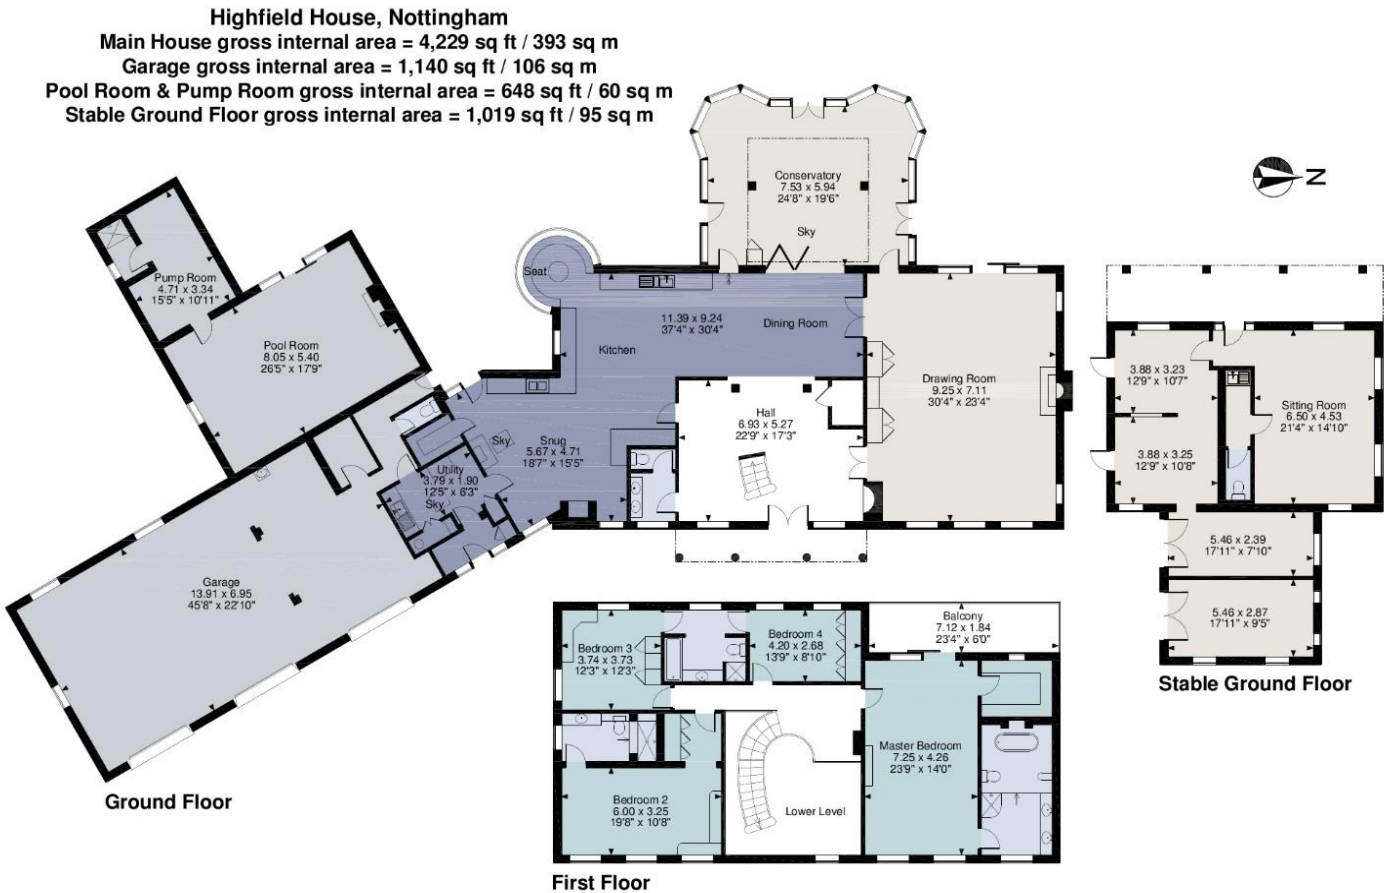 Highfield House, Nottingham
Main House gross internal area = 4,229 sq ft / 393 sq m
Garage gross internal area = 1,140 sq ft / 106 sq m
Pool Room & Pump Room gross internal area = 648 sq ft / 60 sq m
Stable Ground Floor gross internal area = 1,019 sq ft / 95 sq m
Conservatory
7.53 x 5.94
24'8" x 19'6"
Sky
N
Pump Room
4.71 x 3.34
15'5" x 10'11"
Seat
Pool Room
8.05 x 5.40
26'5" x 17'9"
11.39 x 9.24
37'4" x 30'4"
Dining Room
Kitchen
Drawing Room
9.25 x 7.11
30'4" x 23'4"
Hall
6.93 x 5.27
22'9" x 17'3"
Sky
Snug
5.67 x 4.71
18'7" x 15'5"
Utility
3.79 x 1.90
12'5" x 6'3"
Sky
Garage
13.91 x 6.95
45'8" x 22'10"
Ground Floor
3.88 x 3.23
12'9" x 10'7"
Sitting Room
6.50 x 4.53
21'4" x 14'10"
3.88 x 3.25
12'9" x 10'8"
5.46 x 2.39
17'11" x 7'10"
5.46 x 2.87
17'11" x 9'5"
Stable Ground Floor
Balcony
7.12 x 1.84
23'4" x 6'0"
Bedroom 3
3.74 x 3.73
12'3" x 12'3"
Bedroom 4
4.20 x 2.68
13'9" x 8'10"
Master Bedroom
7.25 x 4.26
23'9" x 14'0"
Bedroom 2
6.00 x 3.25
19'8" x 10'8"
Lower Level
First Floor